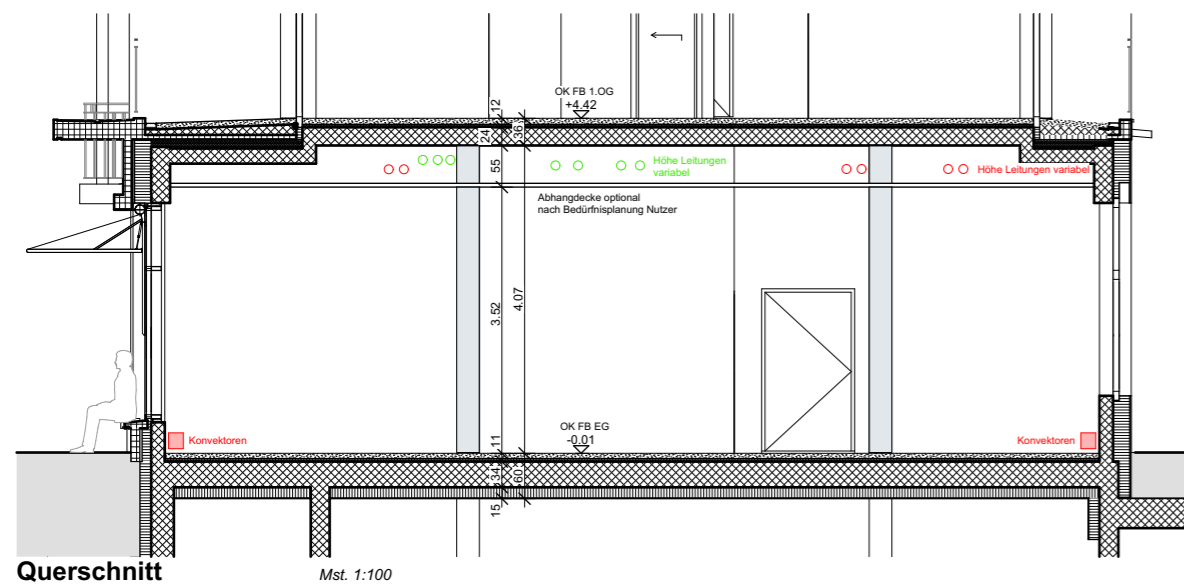 OK FB 1.OG
+4.42
12
24
36
55
Höhe Leitungen
variabel
Höhe Leitungen variabel
Abhangdecke optional
nach Bedürfnisplanung Nutzer
3.52
4.07
OK FB EG
-0.01
Konvektoren
Konvektoren
11
34
60
15
Querschnitt
Mst. 1:100